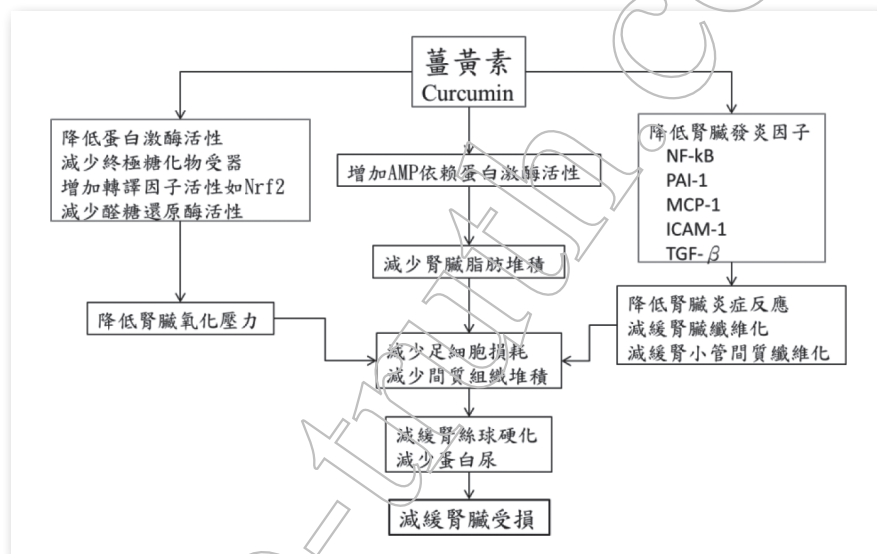 薑黃素
Curcumin
降低蛋白激酶活性
減少終極糖化物受器
增加轉譯因子活性如Nrf2
減少醛糖還原酶活性
增加AMP依賴蛋白激酶活性
降低腎臟發炎因子
NF-kB
PAI-1
MCP-1
ICAM-1
TGF-β
減少腎臟脂肪堆積
降低腎臟氧化壓力
降低腎臟炎症反應
減緩腎臟纖維化
減緩腎小管間質纖維化
減少足細胞損耗
減少間質組織堆積
減緩腎絲球硬化
減少蛋白尿
減緩腎臟受損
-truth.co